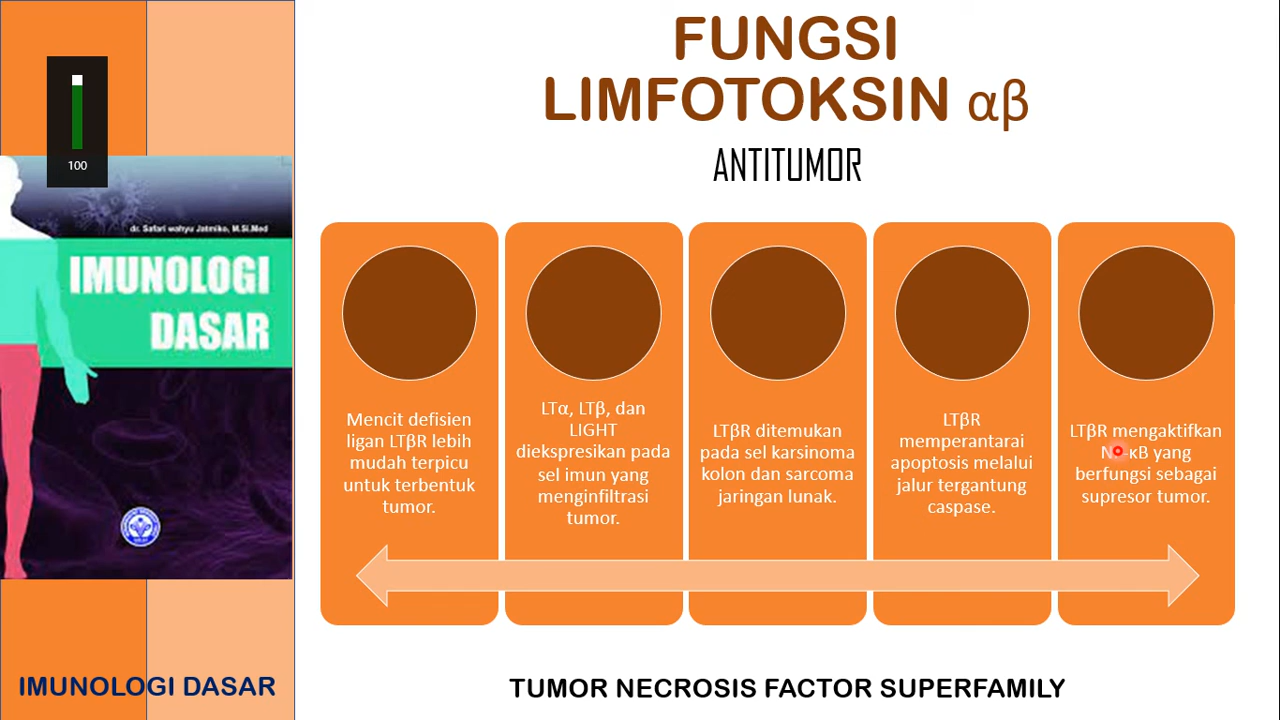 FUNGSI
LIMFOTOKSIN αβ
ANTITUMOR
100
dr. Safari wahyu Jatmiko, M.Si.Med
IMUNOLOGI
DASAR
Mencit defisien
ligan LTβR lebih
mudah terpicu
untuk terbentuk
tumor.
LTα, LTβ, dan
LIGHT
diekspresikan pada
sel imun yang
menginfiltrasi
tumor.
LTβR ditemukan
pada sel karsinoma
kolon dan sarcoma
jaringan lunak.
LTβR
memperantarai
apoptosis melalui
jalur tergantung
caspase.
LTβR mengaktifkan
NF-κB yang
berfungsi sebagai
supresor tumor.
IMUNOLOGI DASAR
TUMOR NECROSIS FACTOR SUPERFAMILY